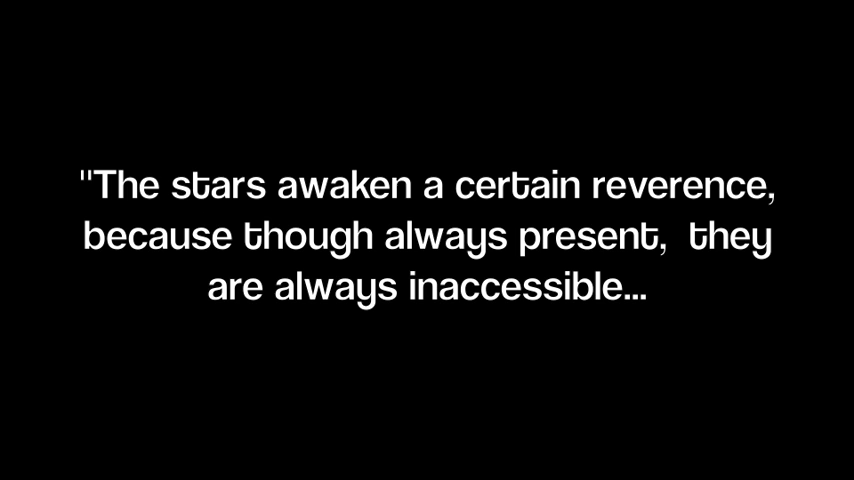 "The stars awaken a certain reverence,
because though always present,  they
are always inaccessible...